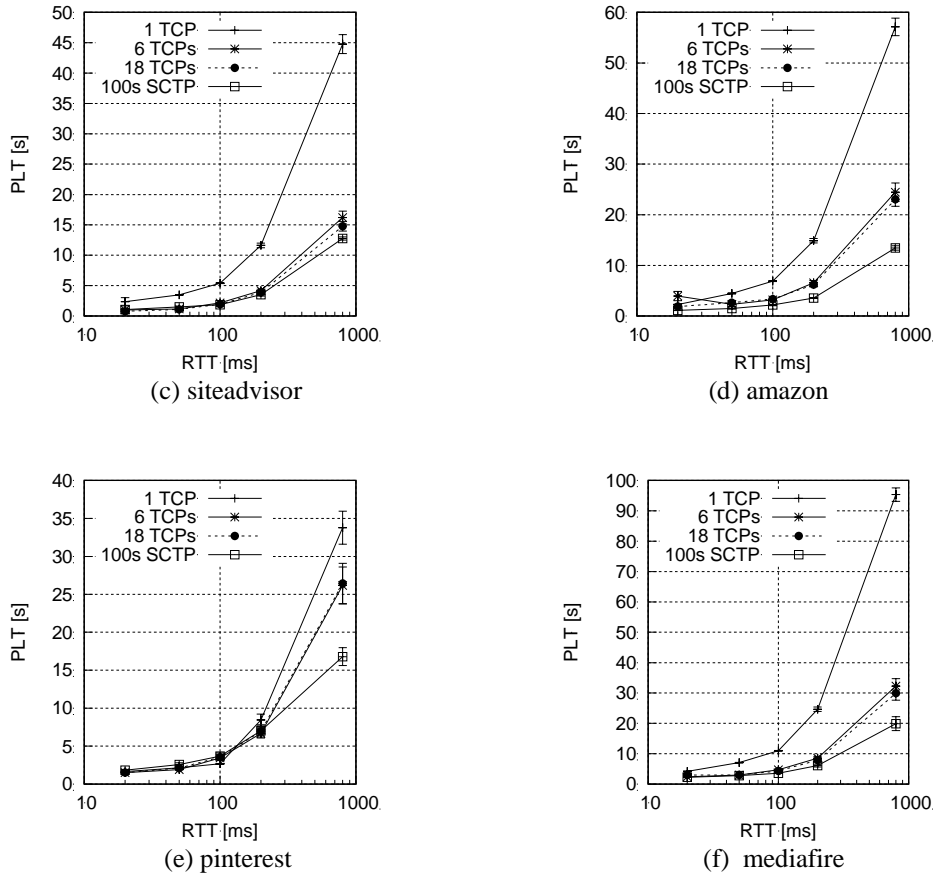 50
45
40
35
30
25
20
15
10
5
0
PLT [s]
1 TCP
6 TCPs
18 TCPs
100s SCTP
10 100 1000
RTT [ms]
(c) siteadvisor
60
50
40
30
20
10
0
PLT [s]
1 TCP
6 TCPs
18 TCPs
100s SCTP
10 100 1000
RTT [ms]
(d) amazon
40
35
30
25
20
15
10
5
0
PLT [s]
1 TCP
6 TCPs
18 TCPs
100s SCTP
10 100 1000
RTT [ms]
(e) pinterest
100
90
80
70
60
50
40
30
20
10
0
PLT [s]
1 TCP
6 TCPs
18 TCPs
100s SCTP
10 100 1000
RTT [ms]
(f) mediafire